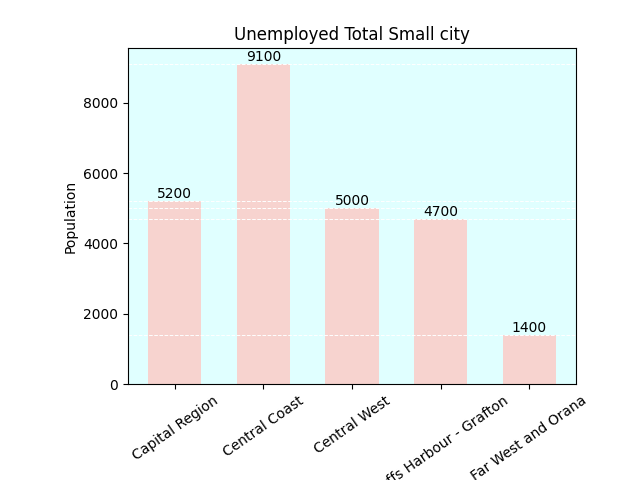 Unemployed Total Small city
9100
8000
6000
5200
5000
4700
4000
2000
1400
0
Population
Capital Region
Central Coast
Central West
Harbour - Grafton
Far West and Orana